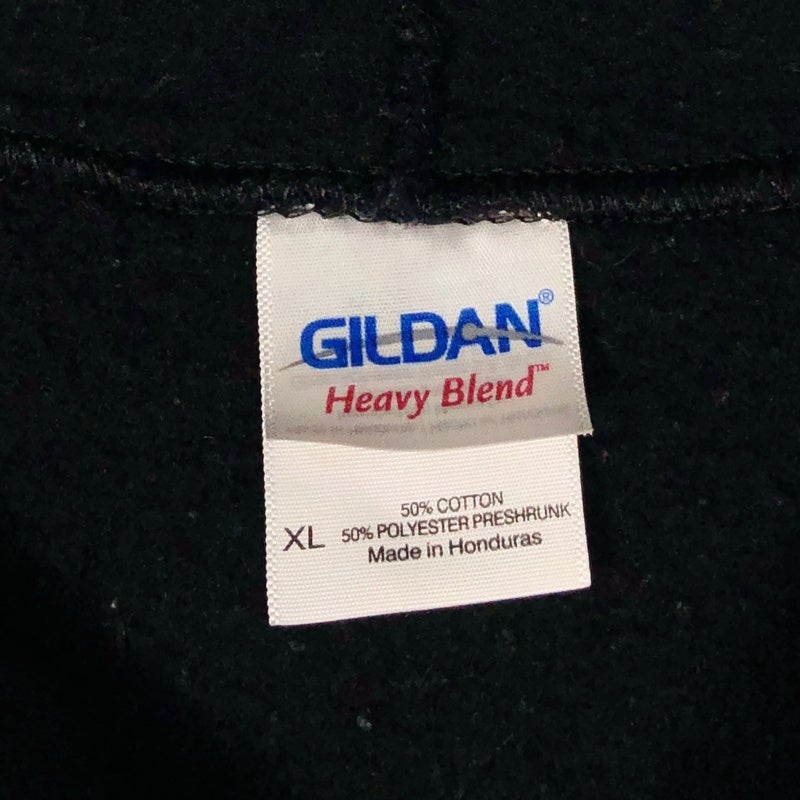 GILDAN®
Heavy Blend™
50% COTTON
XL 50% POLYESTER PRESHRUNK
Made in Honduras